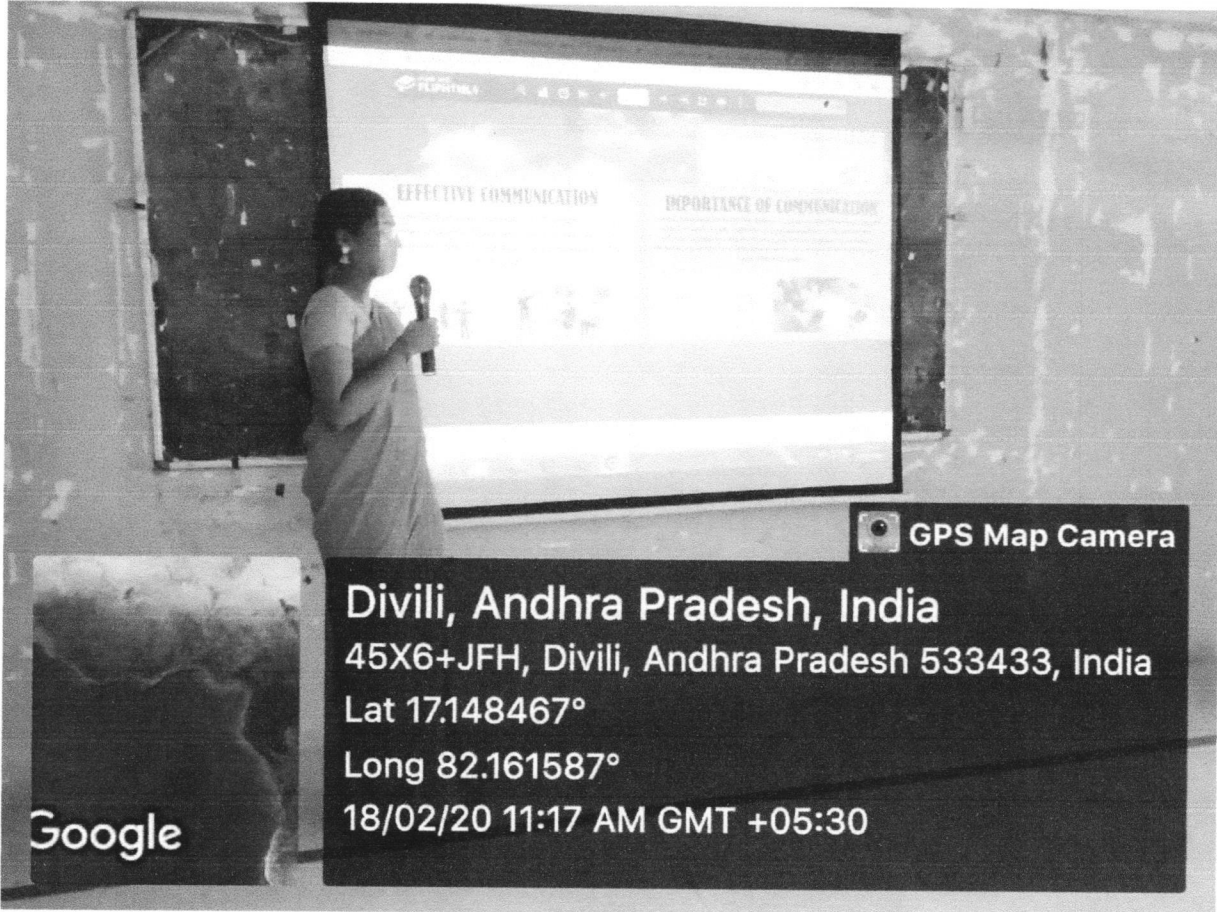 FLIPHTML5
EFFECTIVE COMMUNICATION
IMPORTANCE OF COMMUNICATION
GPS Map Camera
Divili, Andhra Pradesh, India
45X6+JFH, Divili, Andhra Pradesh 533433, India
Lat 17.148467°
Long 82.161587°
18/02/20 11:17 AM GMT +05:30
Google